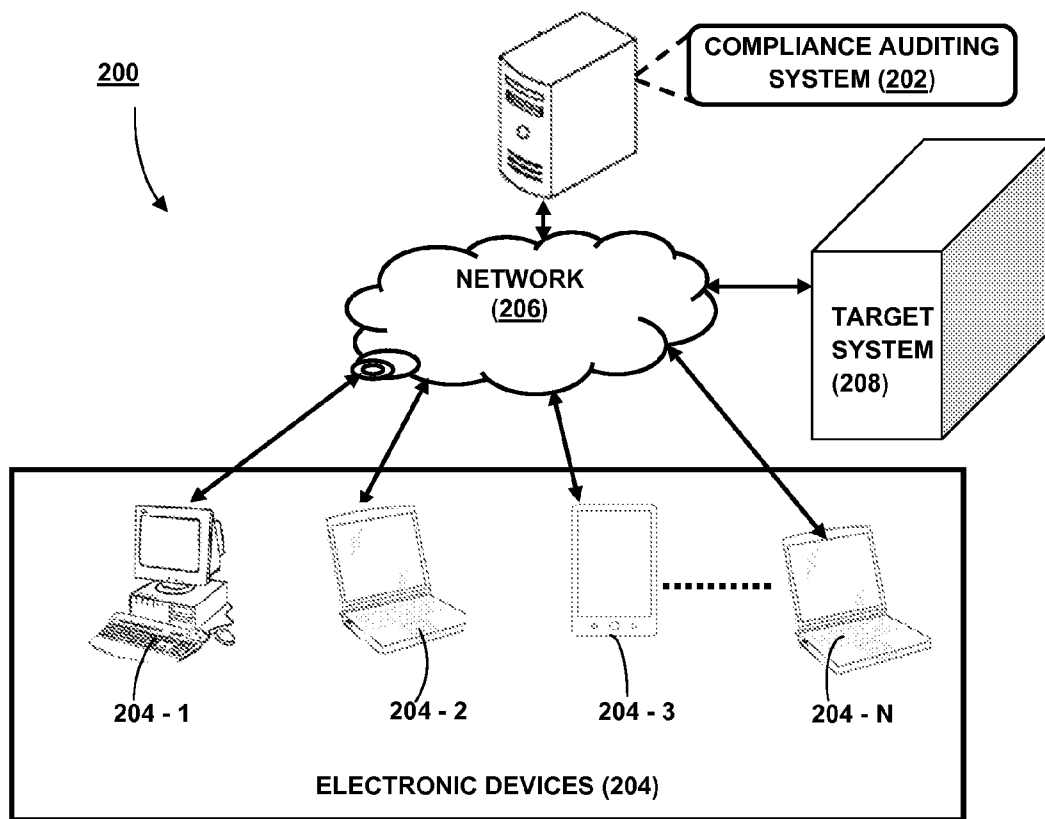 200
COMPLIANCE AUDITING
SYSTEM (202)
NETWORK
(206)
TARGET
SYSTEM
(208)
204 - 1
204 - 2
204 - 3
204 - N
ELECTRONIC DEVICES (204)